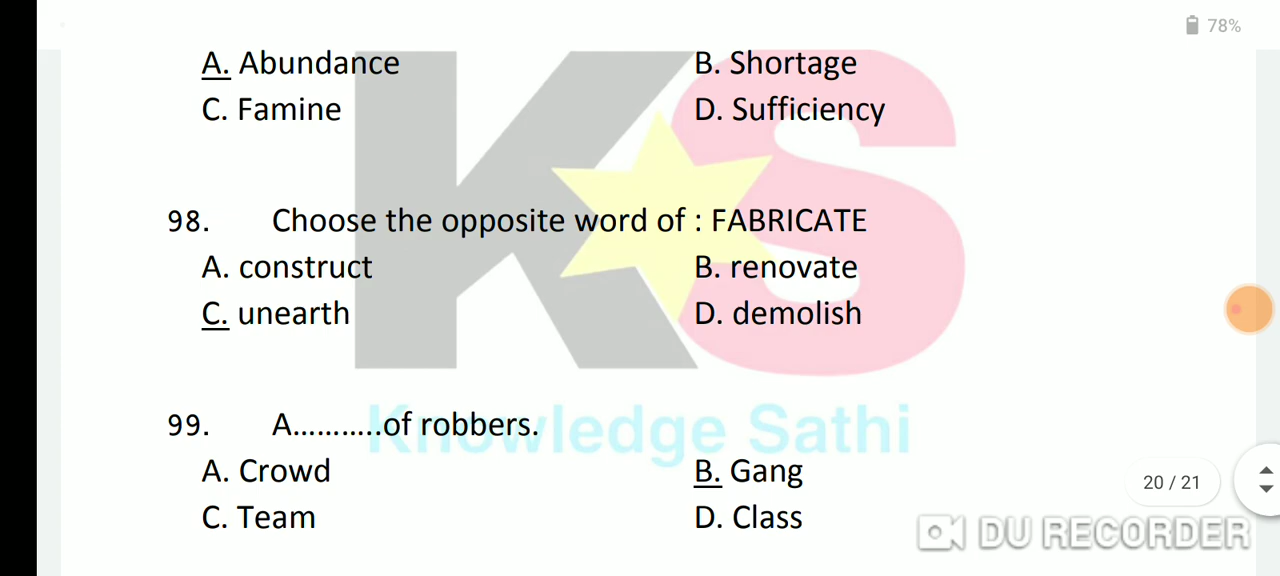 78%
A. Abundance B. Shortage
C. Famine D. Sufficiency
98. Choose the opposite word of : FABRICATE
A. construct B. renovate
C. unearth D. demolish
KS
Knowledge Sathi
99. A..........of robbers.
A. Crowd B. Gang
20 / 21
C. Team D. Class
DU RECORDER